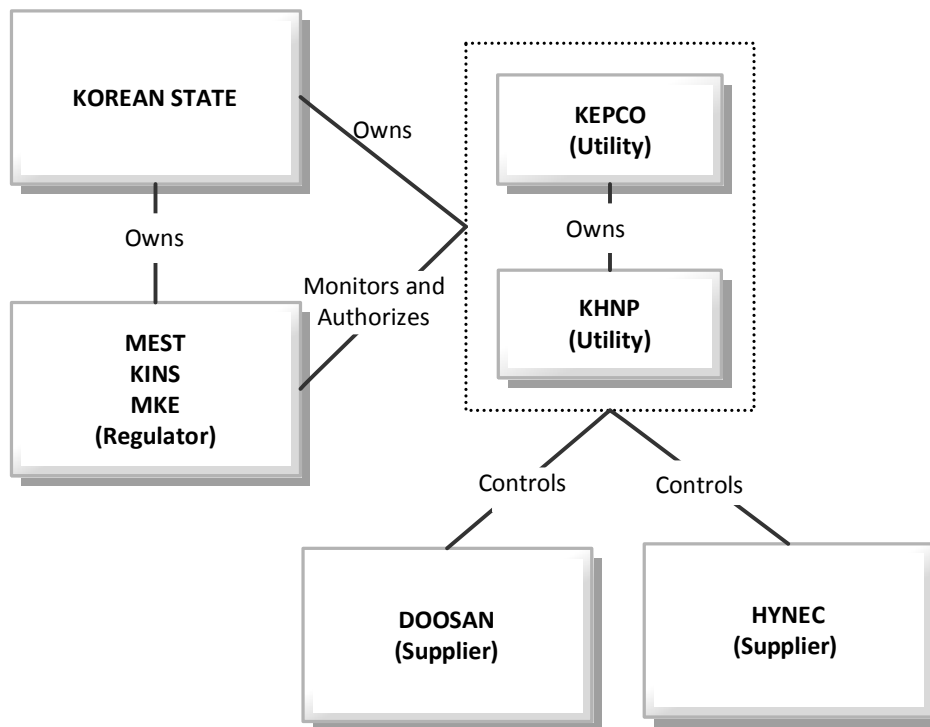 KOREAN STATE
Owns
KEPCO
(Utility)
Owns
Owns
Monitors and
Authorizes
KHNP
(Utility)
MEST
KINS
MKE
(Regulator)
Controls
Controls
DOOSAN
(Supplier)
HYNEC
(Supplier)